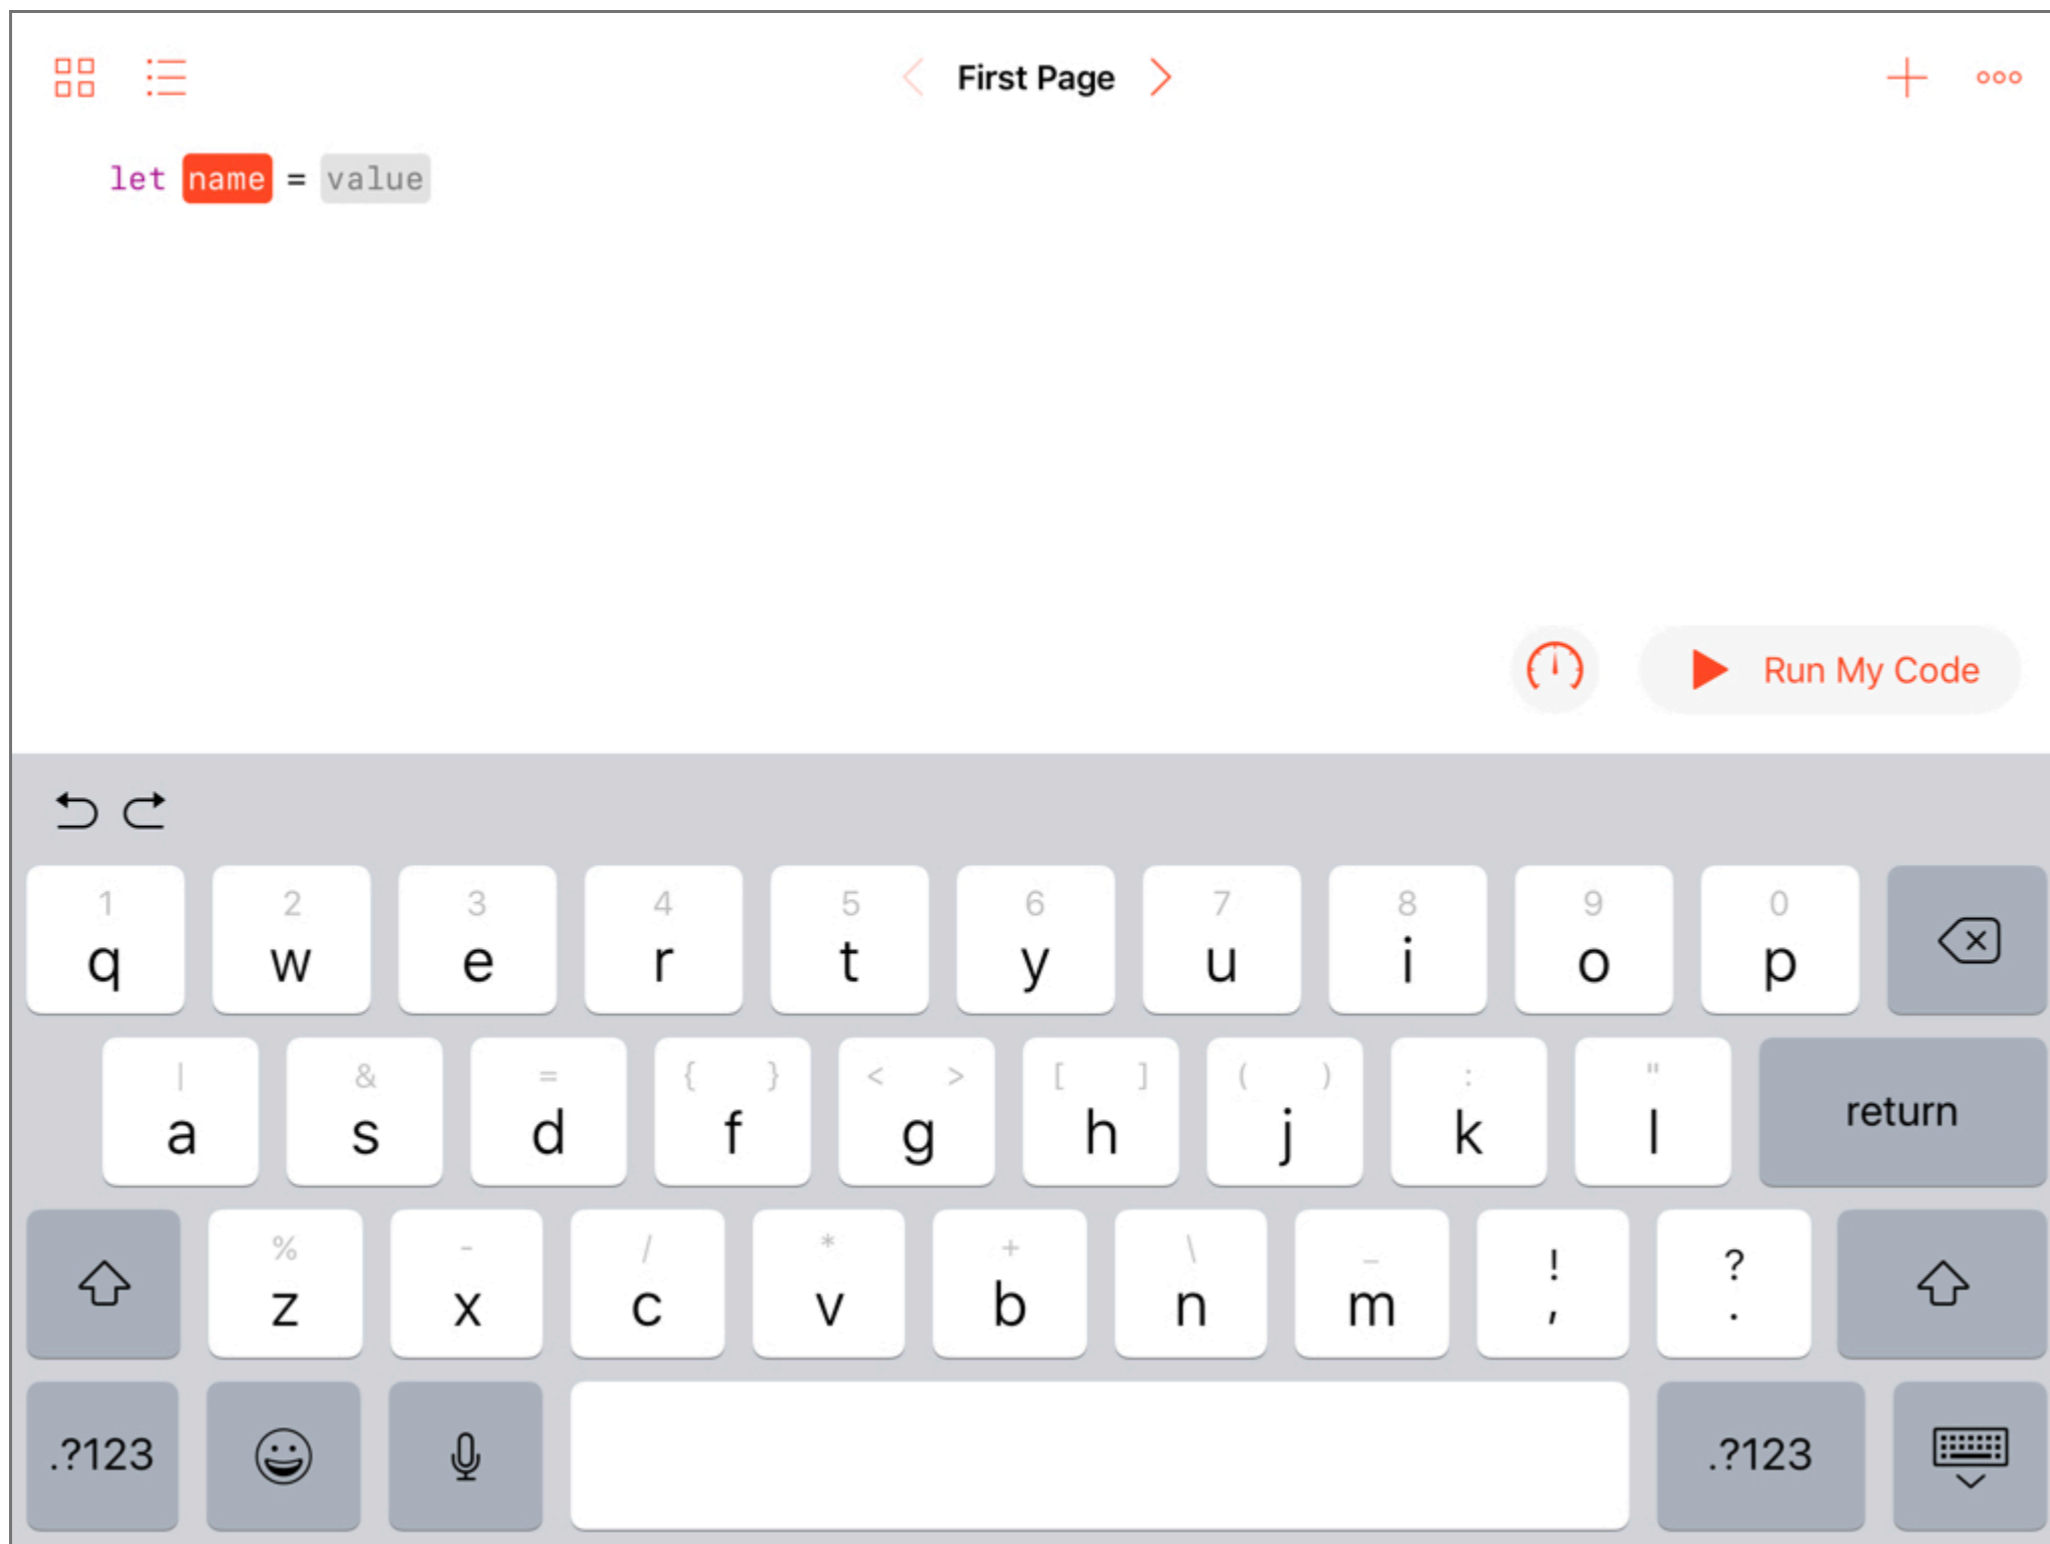 First Page
let name = value
Run My Code
1 2 3 4 5 6 7 8 9 0
q w e r t y u i o p
| & = { } < > [ ] ( ) : "
a s d f g h j k l return
% - / * + \ _ ! ?
z x c v b n m , .
.?123 .?123